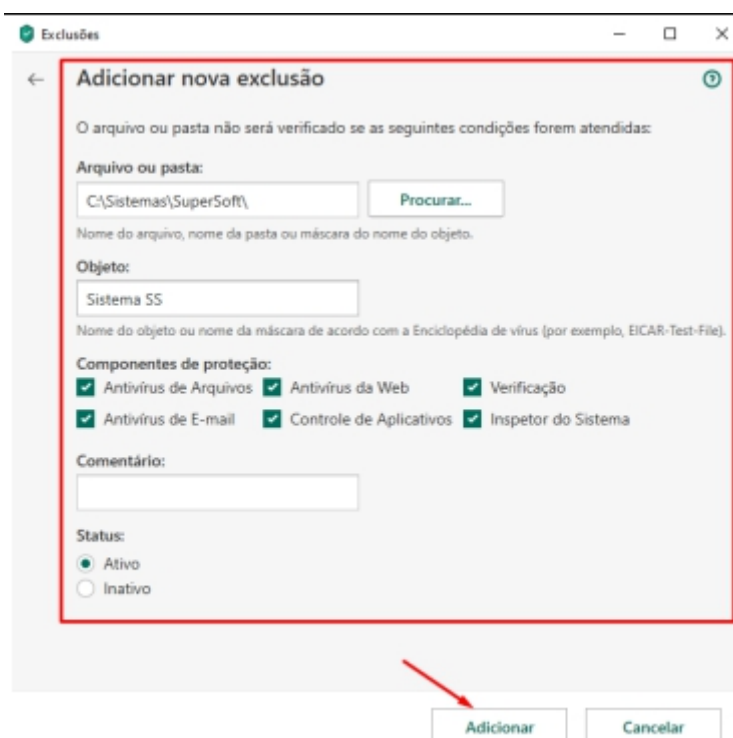 Exclusões
Adicionar nova exclusão
O arquivo ou pasta não será verificado se as seguintes condições forem atendidas:
Arquivo ou pasta:
C:\Sistemas\SuperSoft\
Procurar...
Nome do arquivo, nome da pasta ou máscara do nome do objeto.
Objeto:
Sistema SS
Nome do objeto ou nome da máscara de acordo com a Enciclopédia de vírus (por exemplo, EICAR-Test-File).
Componentes de proteção:
Antivírus de Arquivos Antivírus da Web Verificação
Antivírus de E-mail Controle de Aplicativos Inspetor do Sistema
Comentário:
Status:
Ativo
Inativo
Adicionar Cancelar